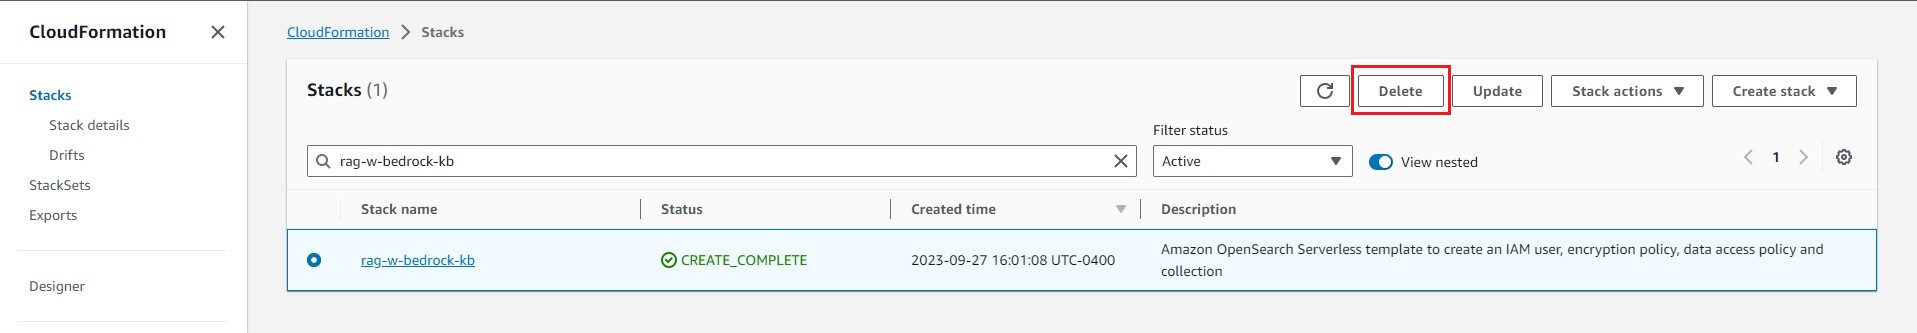 CloudFormation
Stacks
Stack details
Drifts
StackSets
Exports
Designer
CloudFormation Stacks
Stacks (1)
Delete
Update
Stack actions
Create stack
Filter status
rag-w-bedrock-kb
Active
View nested
1
Stack name Status Created time Description
rag-w-bedrock-kb CREATE_COMPLETE 2023-09-27 16:01:08 UTC-0400 Amazon OpenSearch Serverless template to create an IAM user, encryption policy, data access policy and
collection